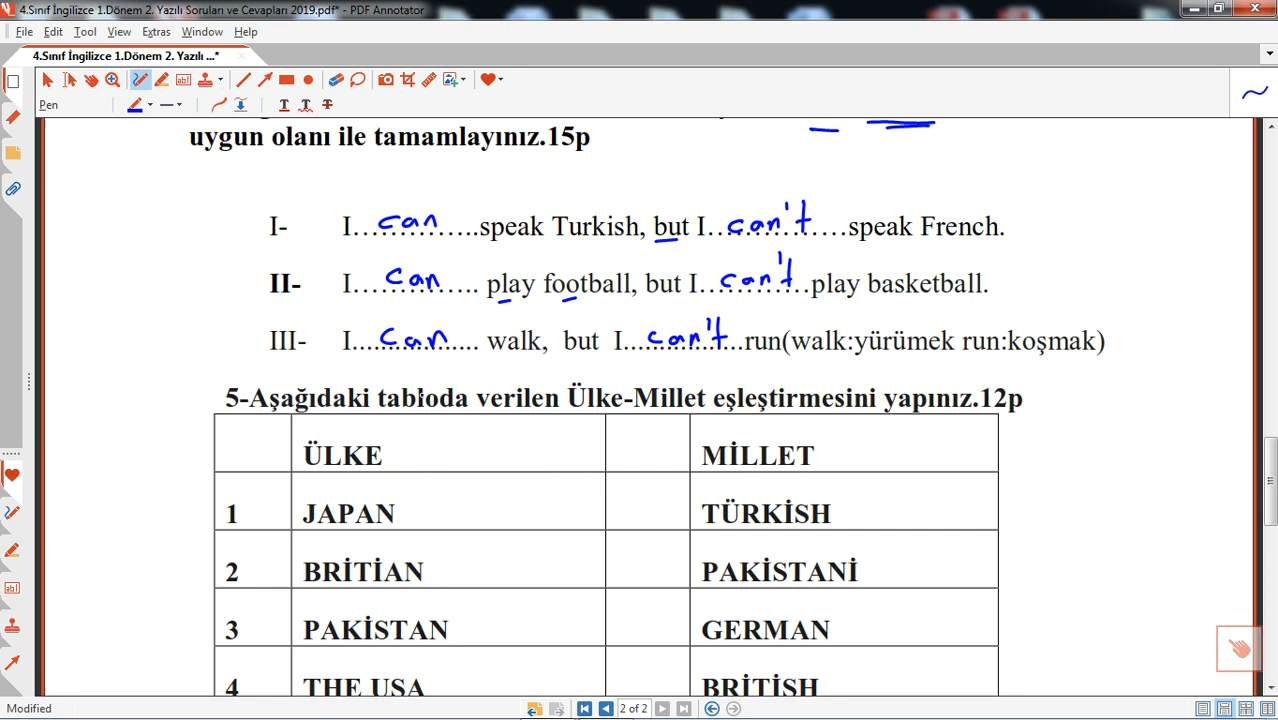 4.Sınıf İngilizce 1.Dönem 2. Yazılı Soruları ve Cevapları 2019.pdf* - PDF Annotator
File Edit Tool View Extras Window Help
4.Sınıf İngilizce 1.Dönem 2. Yazılı ...*
Pen
uygun olanı ile tamamlayınız.15p
I- I…can…..speak Turkish, but I…can't…speak French.
II- I…can….. play football, but I…can't…play basketball.
III- I...can... walk, but I...can't...run(walk:yürümek run:koşmak)
5-Aşağıdaki tabloda verilen Ülke-Millet eşleştirmesini yapınız.12p
ÜLKE MİLLET
1 JAPAN TÜRKİSH
2 BRİTİAN PAKİSTANİ
3 PAKİSTAN GERMAN
4 THE USA BRİTİSH
Modified 2 of 2